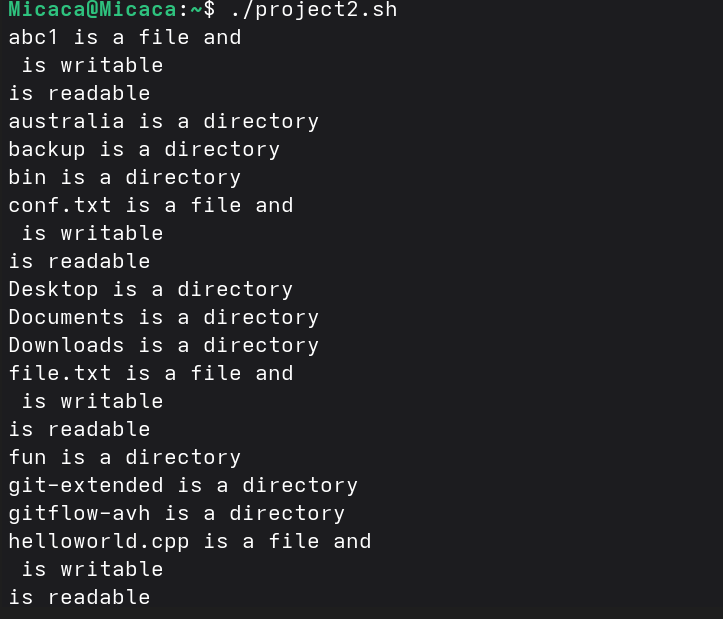 Micaca@Micaca:~$ ./project2.sh
abc1 is a file and
 is writable
is readable
australia is a directory
backup is a directory
bin is a directory
conf.txt is a file and
 is writable
is readable
Desktop is a directory
Documents is a directory
Downloads is a directory
file.txt is a file and
 is writable
is readable
fun is a directory
git-extended is a directory
gitflow-avh is a directory
helloworld.cpp is a file and
 is writable
is readable